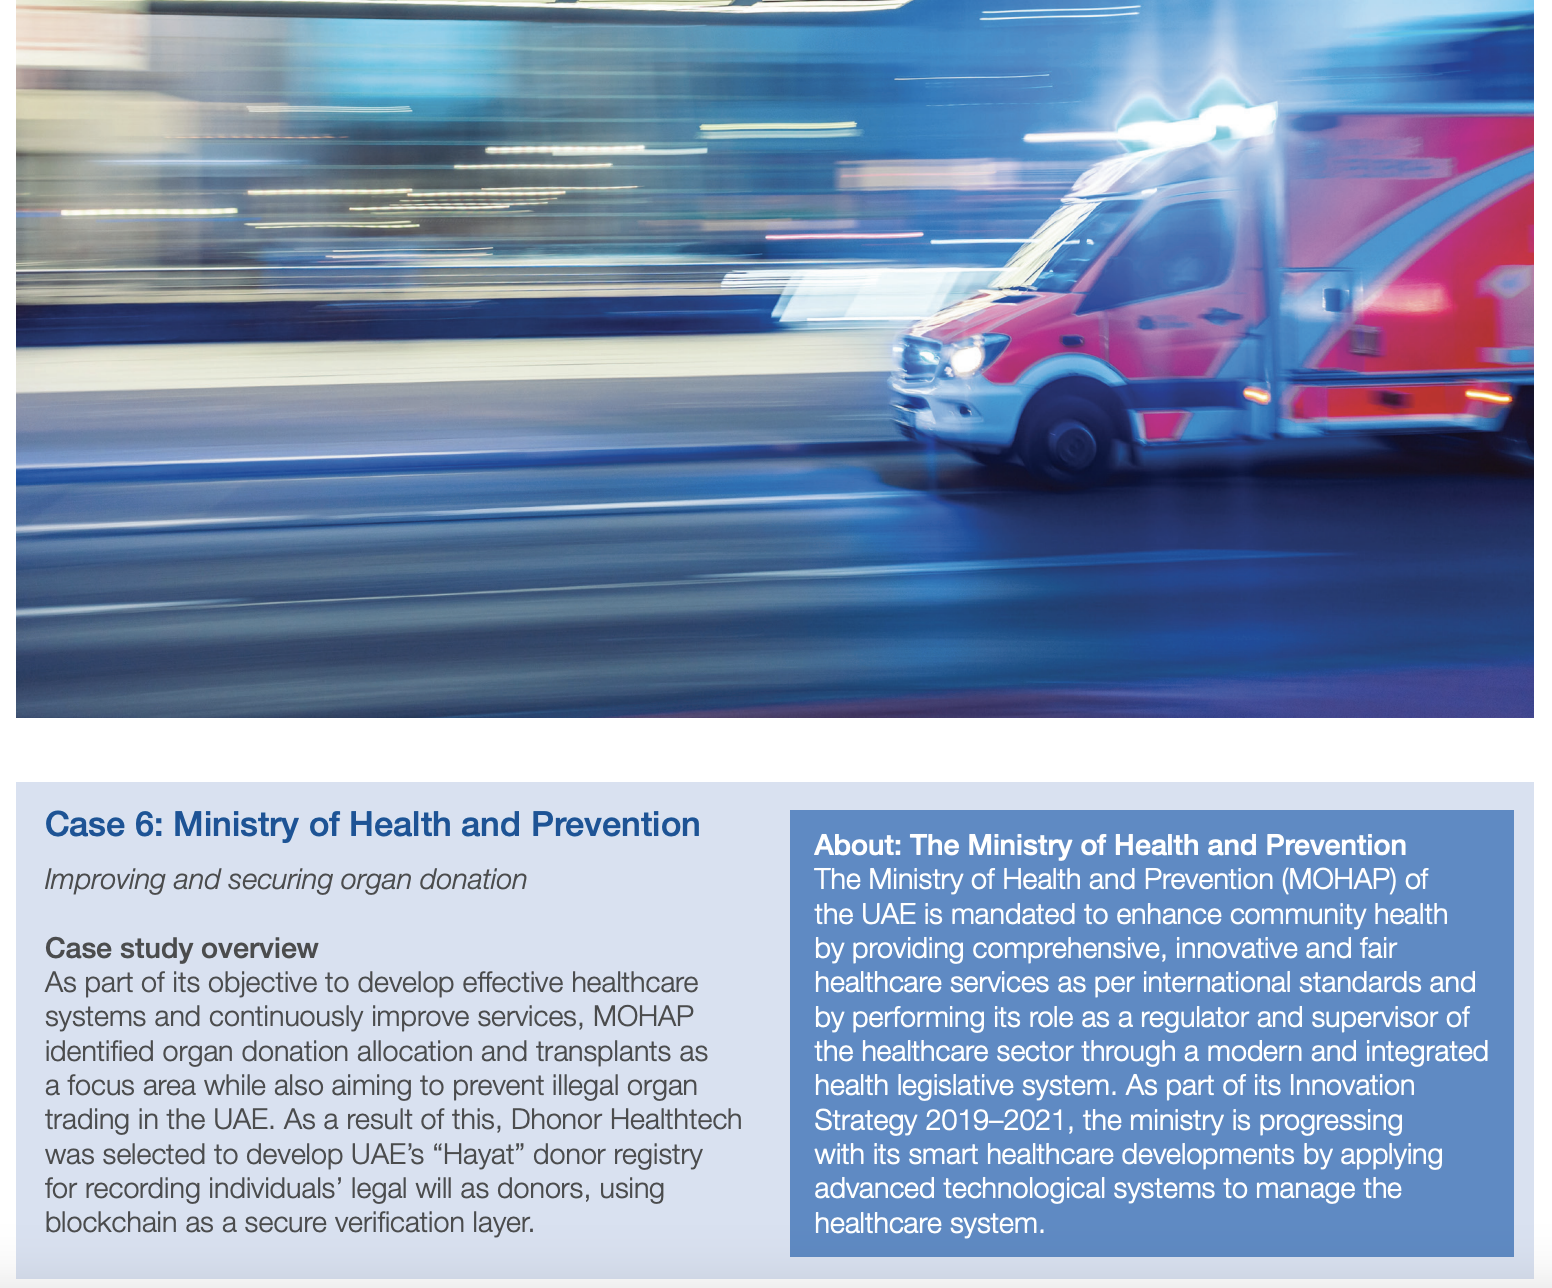 Case 6: Ministry of Health and Prevention
Improving and securing organ donation
Case study overview
As part of its objective to develop effective healthcare
systems and continuously improve services, MOHAP
identified organ donation allocation and transplants as
a focus area while also aiming to prevent illegal organ
trading in the UAE. As a result of this, Dhonor Healthtech
was selected to develop UAE’s “Hayat” donor registry
for recording individuals’ legal will as donors, using
blockchain as a secure verification layer.
About: The Ministry of Health and Prevention
The Ministry of Health and Prevention (MOHAP) of
the UAE is mandated to enhance community health
by providing comprehensive, innovative and fair
healthcare services as per international standards and
by performing its role as a regulator and supervisor of
the healthcare sector through a modern and integrated
health legislative system. As part of its Innovation
Strategy 2019–2021, the ministry is progressing
with its smart healthcare developments by applying
advanced technological systems to manage the
healthcare system.